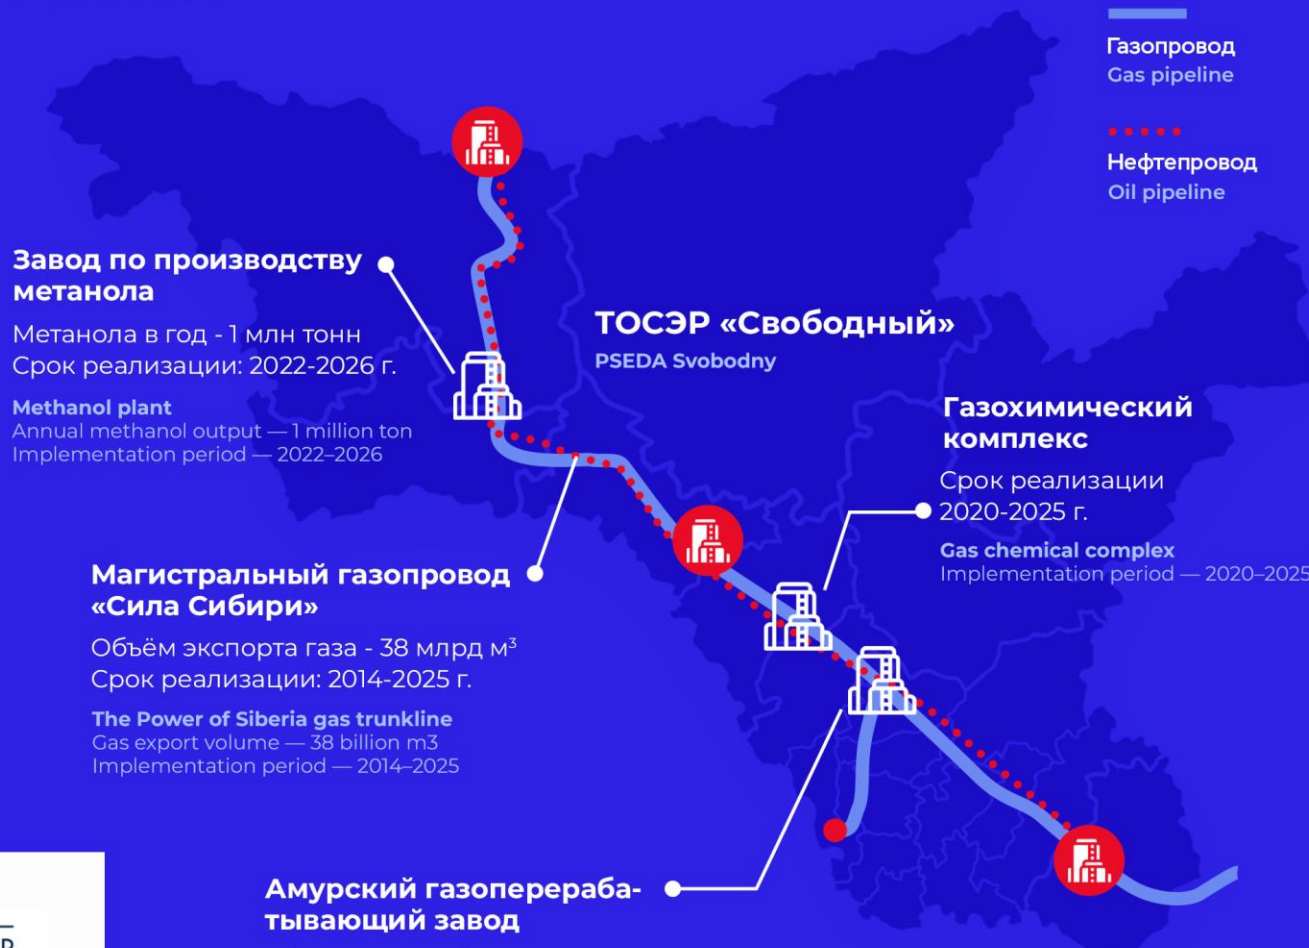 Газопровод
Gas pipeline
Нефтепровод
Oil pipeline
Завод по производству
метанола
Метанола в год - 1 млн тонн
Срок реализации: 2022-2026 г.
Methanol plant
Annual methanol output — 1 million ton
Implementation period — 2022–2026
ТОСЭР «Свободный»
PSEDA Svobodny
Газохимический
комплекс
Срок реализации
2020-2025 г.
Gas chemical complex
Implementation period — 2020–2025
Магистральный газопровод
«Сила Сибири»
Объём экспорта газа - 38 млрд м³
Срок реализации: 2014-2025 г.
The Power of Siberia gas trunkline
Gas export volume — 38 billion m3
Implementation period — 2014–2025
Амурский газоперераба-
тывающий завод